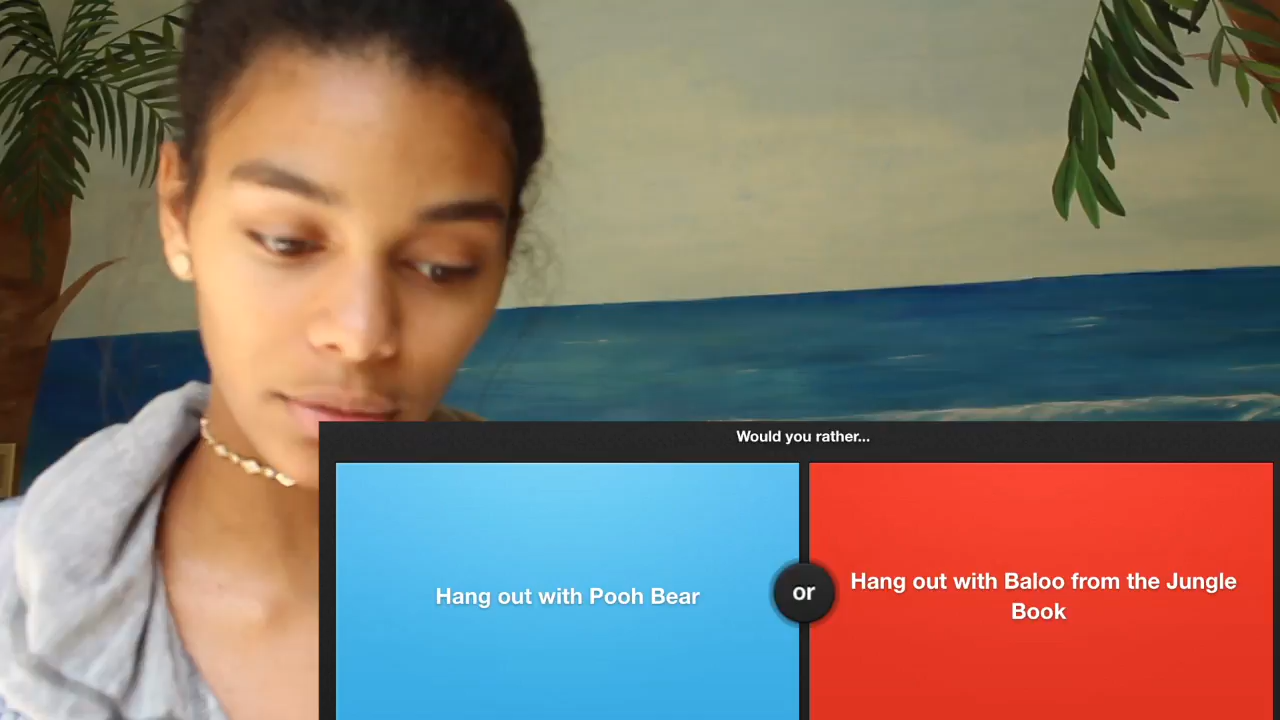 Would you rather...
Hang out with Pooh Bear
or
Hang out with Baloo from the Jungle
Book